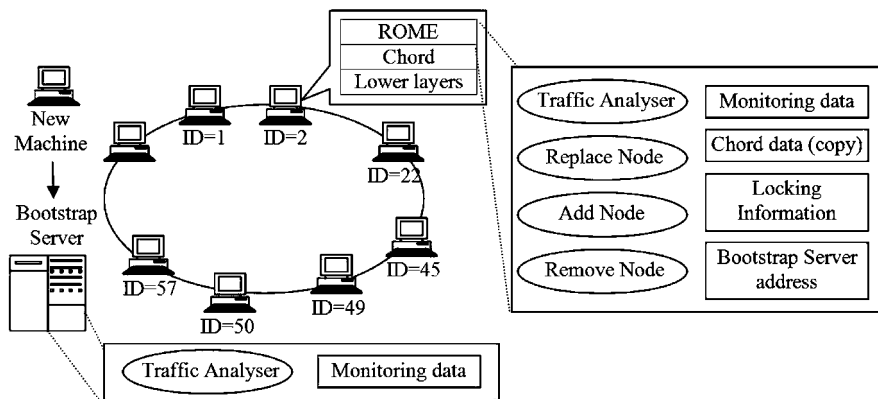 ROME
Chord
Lower layers
New
Machine
Bootstrap
Server
ID=1
ID=2
ID=22
ID=45
ID=49
ID=50
ID=57
Traffic Analyser
Monitoring data
Replace Node
Chord data (copy)
Add Node
Locking
Information
Remove Node
Bootstrap Server
address
Traffic Analyser
Monitoring data